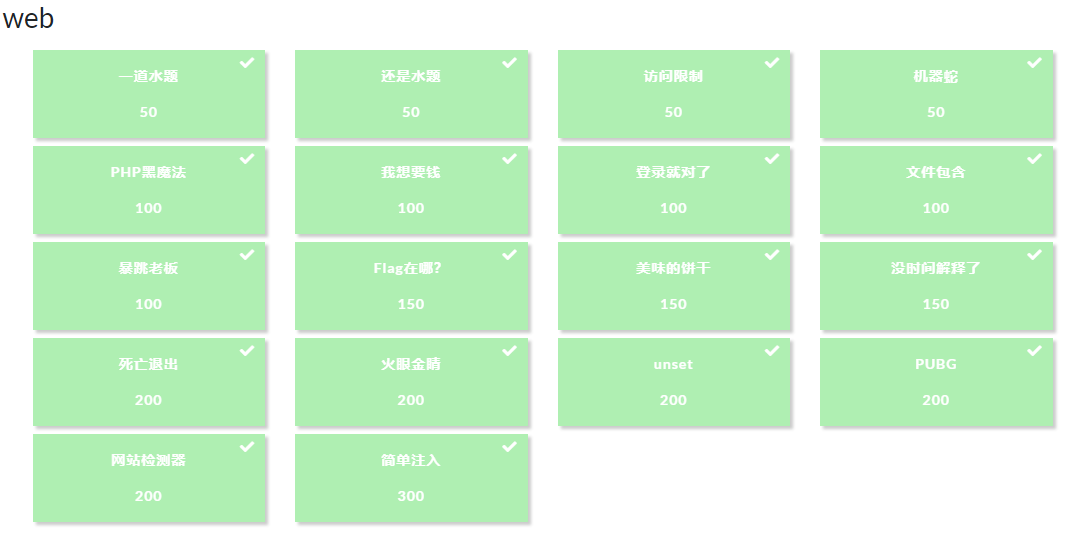 web
一道水题
50
还是水题
50
访问限制
50
机器蛇
50
PHP黑魔法
100
我想要钱
100
登录就对了
100
文件包含
100
暴跳老板
100
Flag在哪?
150
美味的饼干
150
没时间解释了
150
死亡退出
200
火眼金睛
200
unset
200
PUBG
200
网站检测器
200
简单注入
300